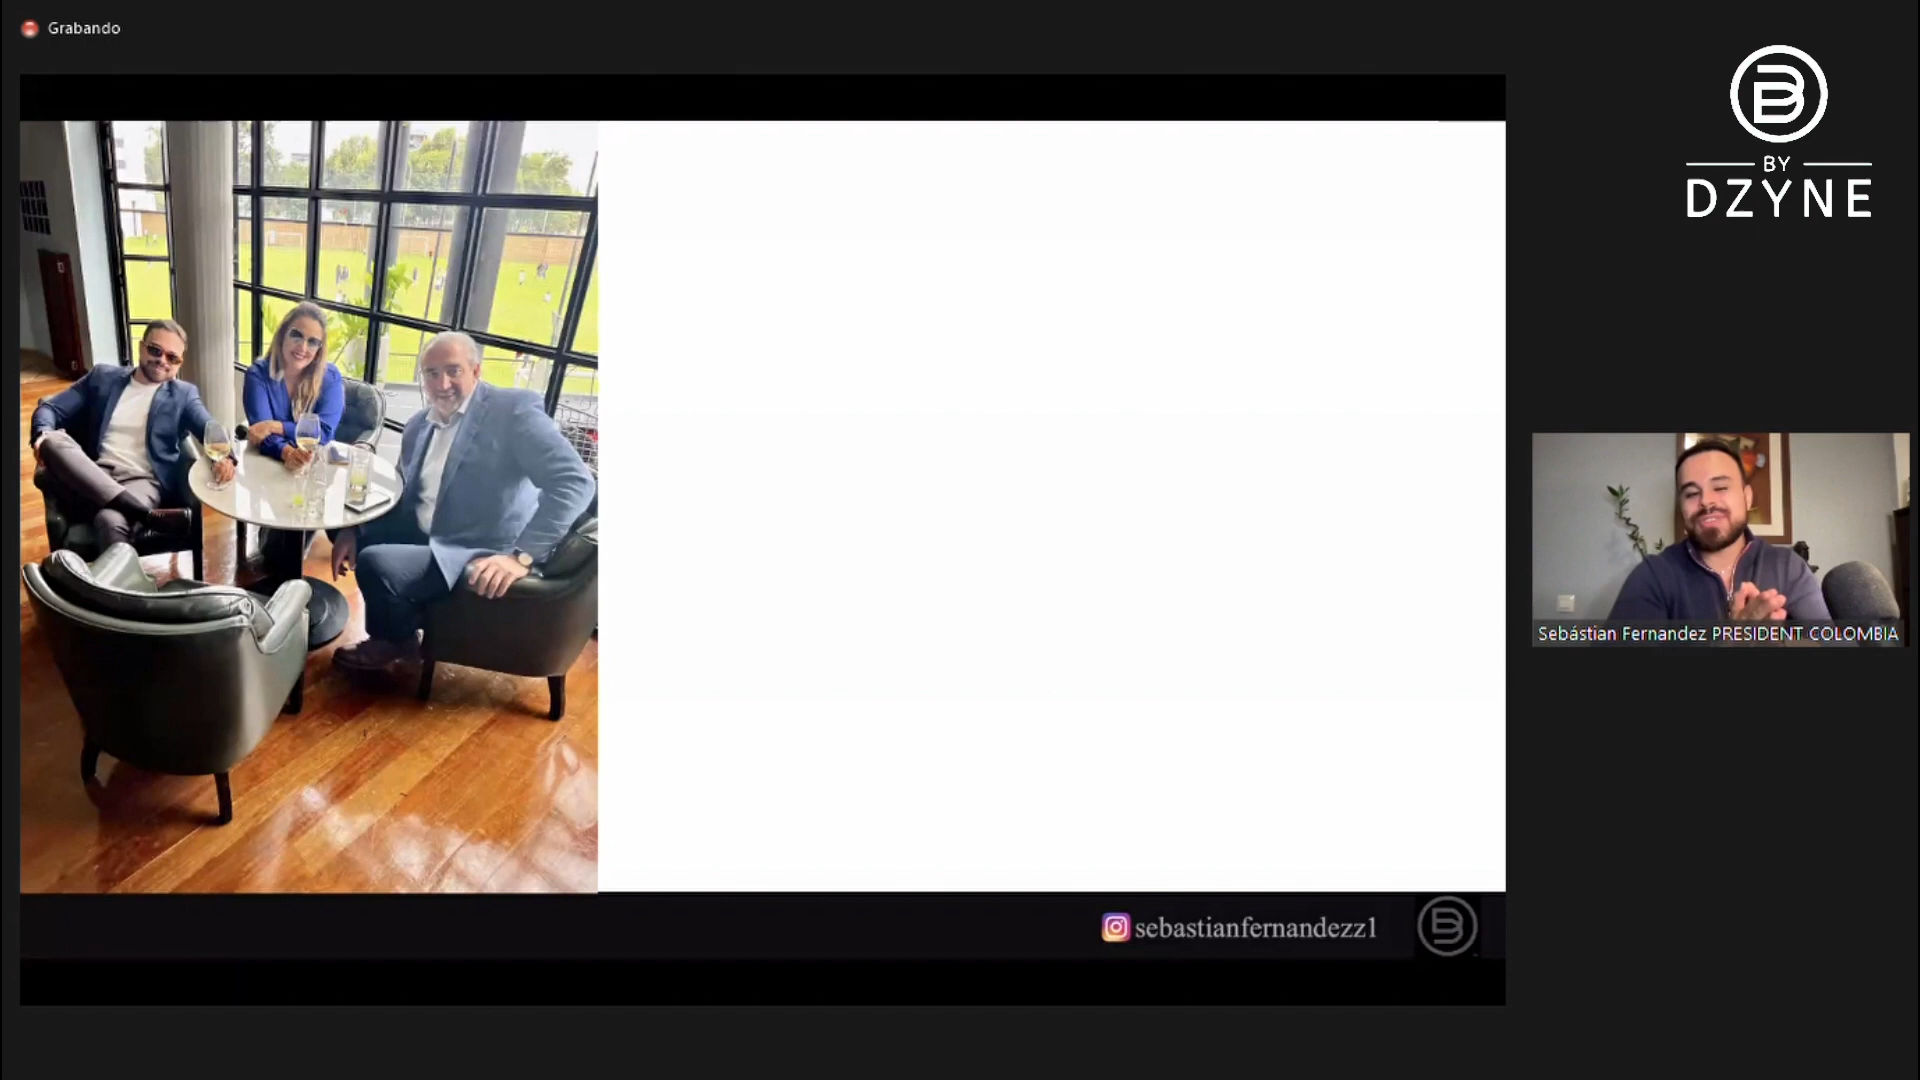 Grabando
BY
DZYNE
Sebástian Fernandez PRESIDENT COLOMBIA
sebastianfernandezz1